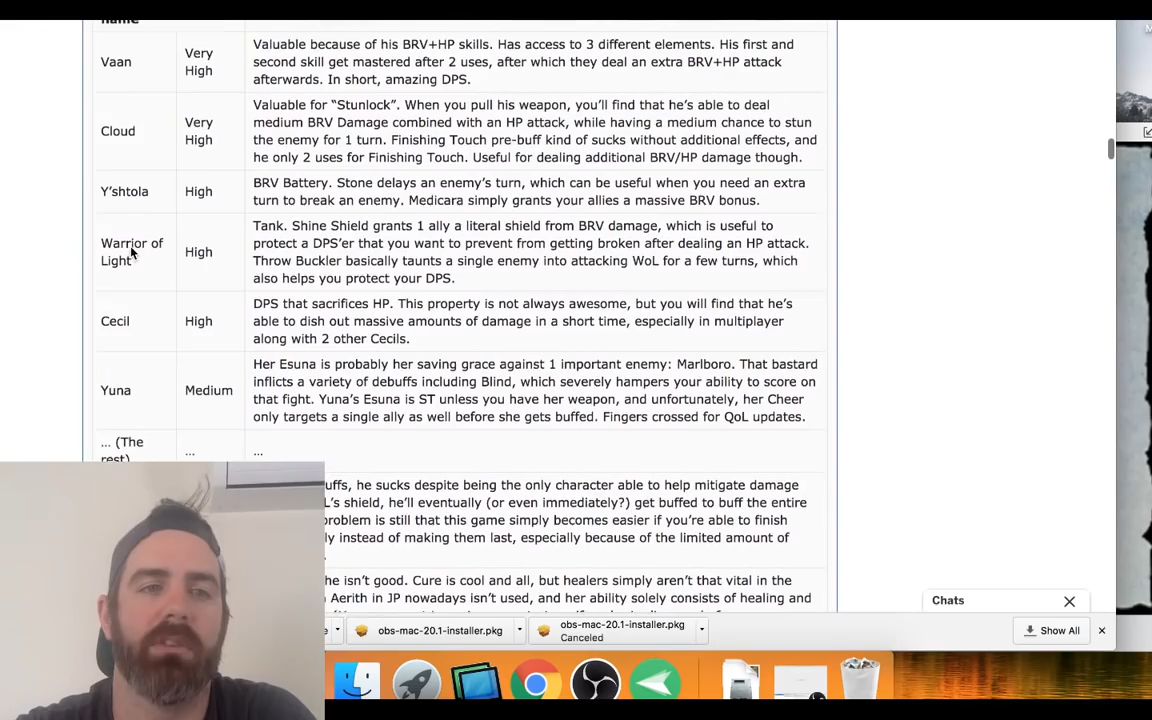 name
Vaan
Very
High
Valuable because of his BRV+HP skills. Has access to 3 different elements. His first and
second skill get mastered after 2 uses, after which they deal an extra BRV+HP attack
afterwards. In short, amazing DPS.
Cloud
Very
High
Valuable for “Stunlock”. When you pull his weapon, you’ll find that he’s able to deal
medium BRV Damage combined with an HP attack, while having a medium chance to stun
the enemy for 1 turn. Finishing Touch pre-buff kind of sucks without additional effects, and
he only 2 uses for Finishing Touch. Useful for dealing additional BRV/HP damage though.
Y’shtola
High
BRV Battery. Stone delays an enemy’s turn, which can be useful when you need an extra
turn to break an enemy. Medicara simply grants your allies a massive BRV bonus.
Warrior of
Light
High
Tank. Shine Shield grants 1 ally a literal shield from BRV damage, which is useful to
protect a DPS’er that you want to prevent from getting broken after dealing an HP attack.
Throw Buckler basically taunts a single enemy into attacking WoL for a few turns, which
also helps you protect your DPS.
Cecil
High
DPS that sacrifices HP. This property is not always awesome, but you will find that he’s
able to dish out massive amounts of damage in a short time, especially in multiplayer
along with 2 other Cecils.
Yuna
Medium
Her Esuna is probably her saving grace against 1 important enemy: Marlboro. That bastard
inflicts a variety of debuffs including Blind, which severely hampers your ability to score on
that fight. Yuna’s Esuna is ST unless you have her weapon, and unfortunately, her Cheer
only targets a single ally as well before she gets buffed. Fingers crossed for QoL updates.
... (The
rest)
...
...
uffs, he sucks despite being the only character able to help mitigate damage
L’s shield, he’ll eventually (or even immediately?) get buffed to buff the entire
problem is still that this game simply becomes easier if you’re able to finish
ly instead of making them last, especially because of the limited amount of
he isn’t good. Cure is cool and all, but healers simply aren’t that vital in the
Aerith in JP nowadays isn’t used, and her ability solely consists of healing and
Chats
obs-mac-20.1-installer.pkg
obs-mac-20.1-installer.pkg
Canceled
Show All